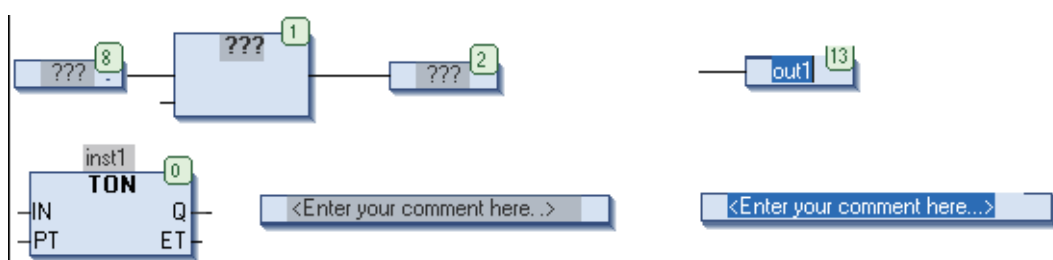 ??? 8 ??? 1 ??? 2 out1 13
inst1 0
TON
IN Q
PT ET
<Enter your comment here. .>
<Enter your comment here...>